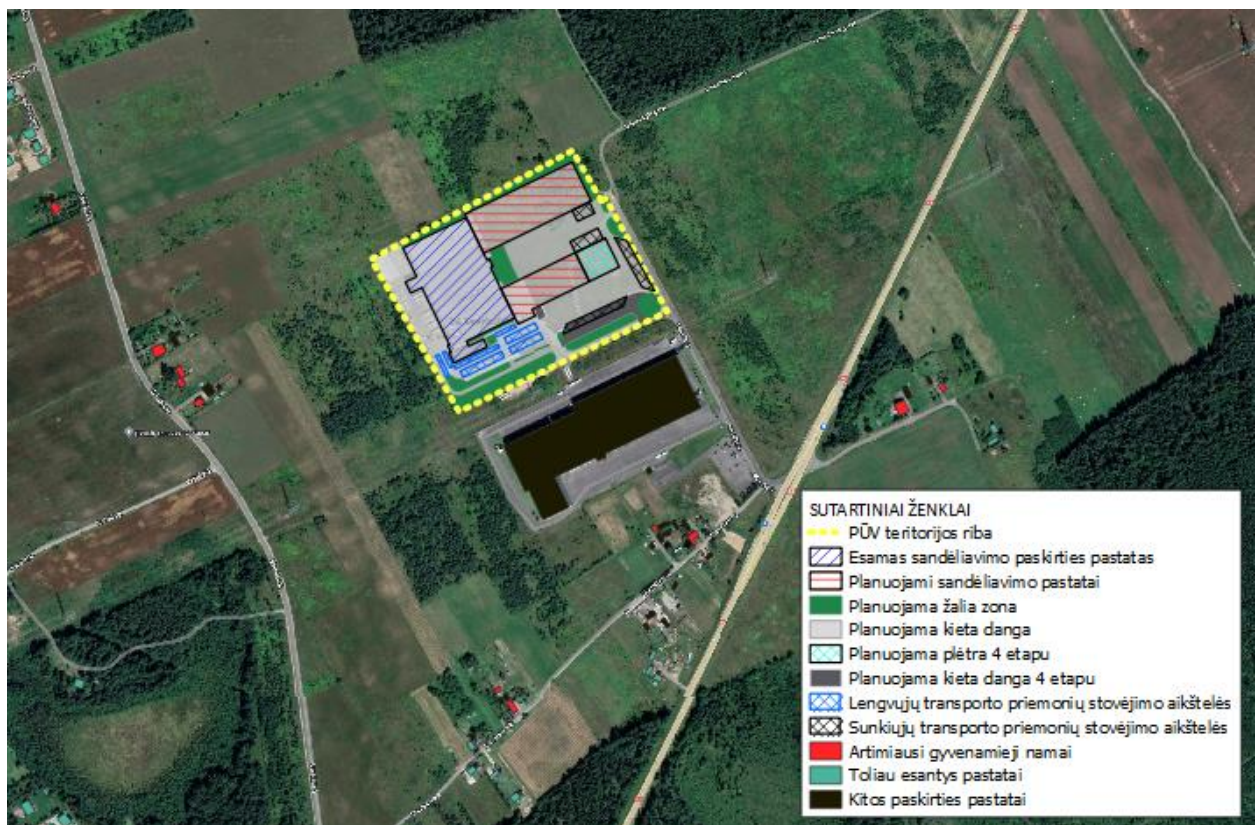 SUTARTINIAI ŽENKLAI
PŪV teritorijos riba
Esamas sandėliavimo paskirties pastatas
Planuojami sandėliavimo pastatai
Planuojama žalia zona
Planuojama kieta danga
Planuojama plėtra 4 etapu
Planuojama kieta danga 4 etapu
Lengvųjų transporto priemonių stovėjimo aikštelės
Sunkiųjų transporto priemonių stovėjimo aikštelės
Artimiausi gyvenamieji namai
Toliau esantys pastatai
Kitos paskirties pastatai